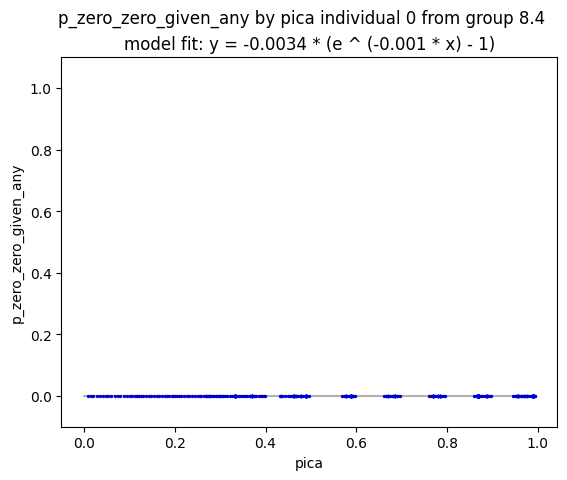 p_zero_zero_given_any by pica individual 0 from group 8.4
model fit: y = -0.0034 * (e ^ (-0.001 * x) - 1)
1.0
0.8
0.6
0.4
0.2
0.0
p_zero_zero_given_any
0.0 0.2 0.4 0.6 0.8 1.0
pica